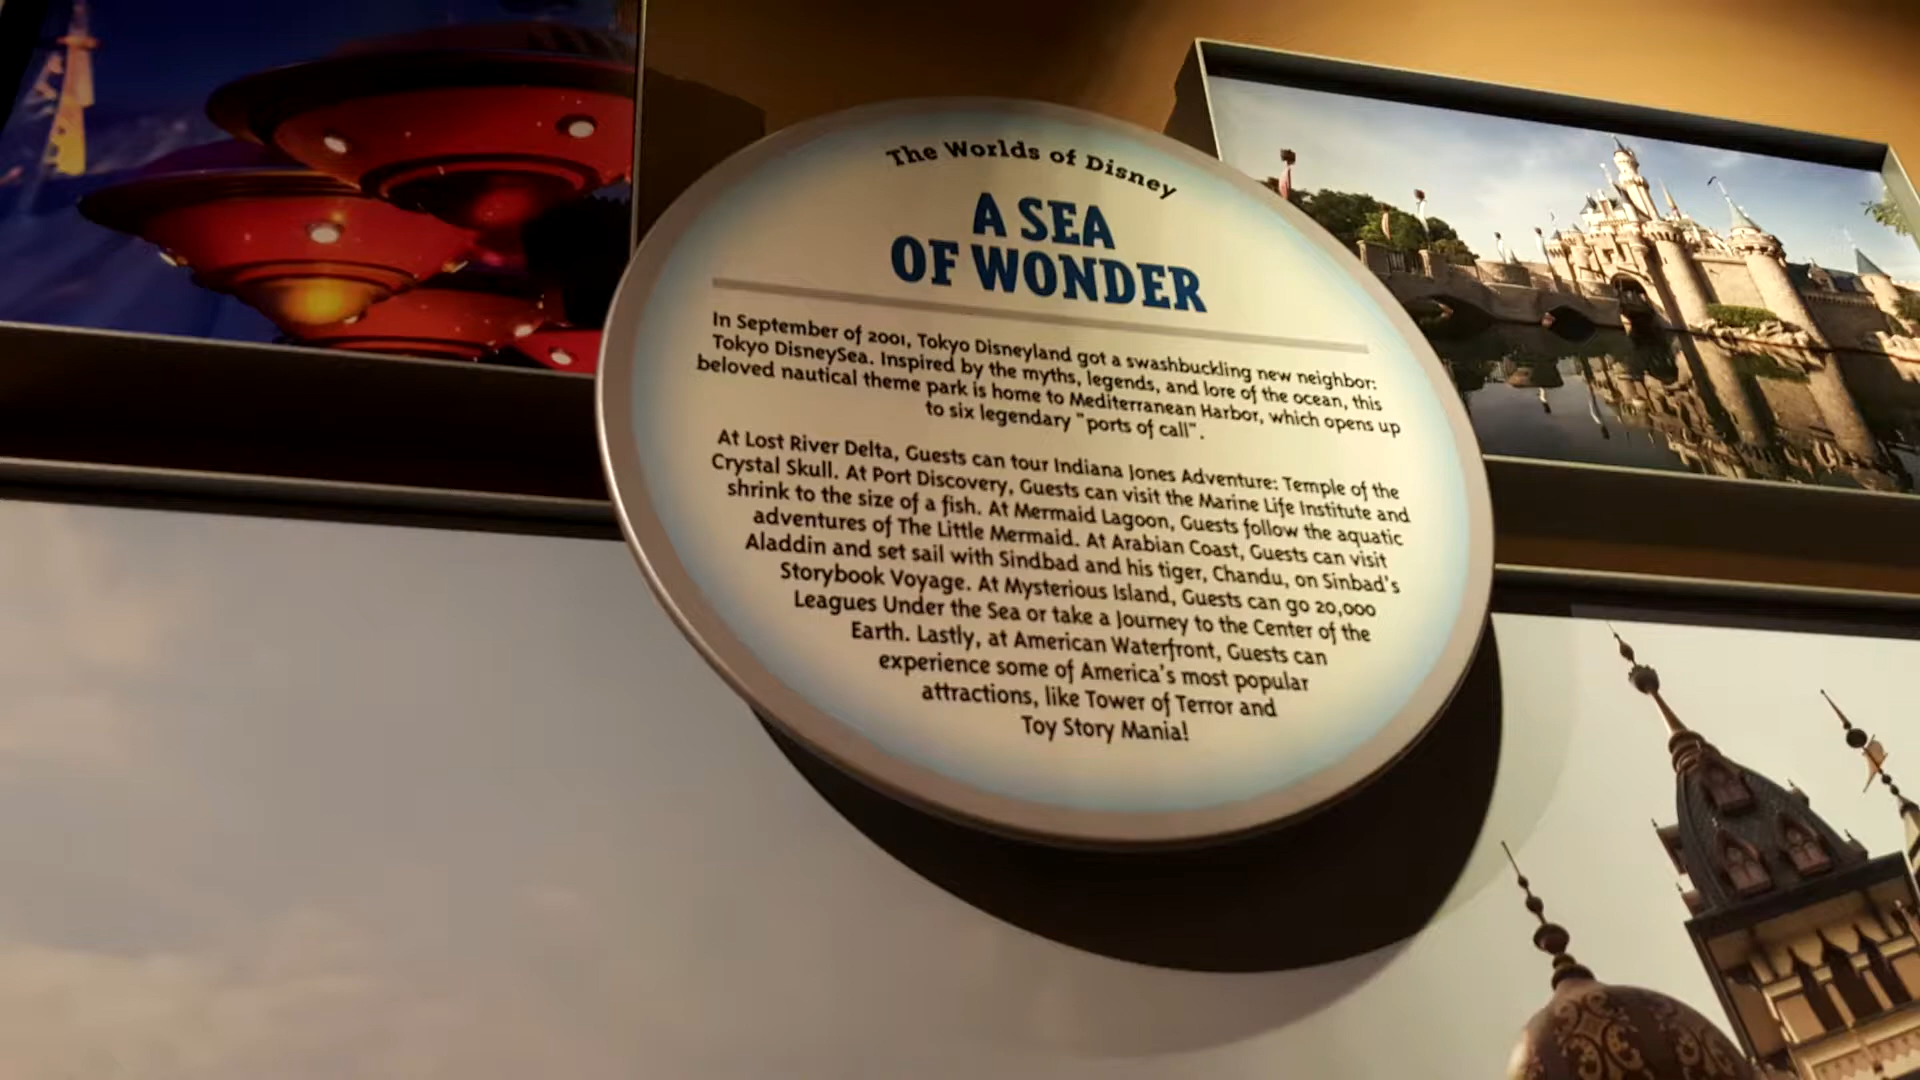 The Worlds of Disney
A SEA
OF WONDER
In September of 2001, Tokyo Disneyland got a swashbuckling new neighbor:
Tokyo DisneySea. Inspired by the myths, legends, and lore of the ocean, this
beloved nautical theme park is home to Mediterranean Harbor, which opens up
to six legendary "ports of call".
At Lost River Delta, Guests can tour Indiana Jones Adventure: Temple of the
Crystal Skull. At Port Discovery, Guests can visit the Marine Life Institute and
shrink to the size of a fish. At Mermaid Lagoon, Guests follow the aquatic
adventures of The Little Mermaid. At Arabian Coast, Guests can visit
Aladdin and set sail with Sindbad and his tiger, Chandu, on Sinbad's
Storybook Voyage. At Mysterious Island, Guests can go 20,000
Leagues Under the Sea or take a Journey to the Center of the
Earth. Lastly, at American Waterfront, Guests can
experience some of America's most popular
attractions, like Tower of Terror and
Toy Story Mania!